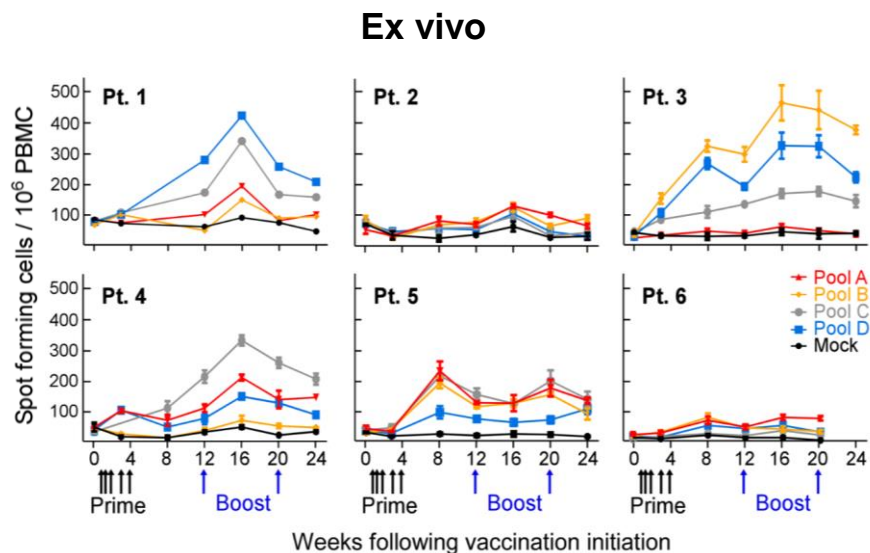 Ex vivo
Spot forming cells / 10⁶ PBMC
500
400
300
200
100
Pt. 1
Pt. 2
Pt. 3
500
400
300
200
100
Pt. 4
Pt. 5
Pt. 6
Pool A
Pool B
Pool C
Pool D
Mock
0 4 8 12 16 20 24
0 4 8 12 16 20 24
0 4 8 12 16 20 24
Prime Boost
Prime Boost
Prime Boost
Weeks following vaccination initiation